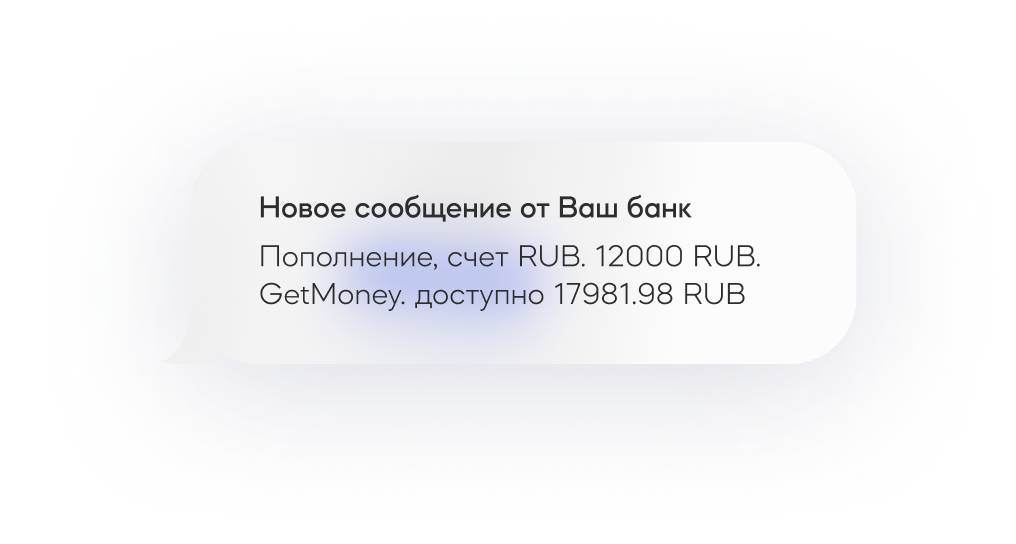 Новое сообщение от Ваш банк
Пополнение, счет RUB. 12000 RUB.
GetMoney. доступно 17981.98 RUB